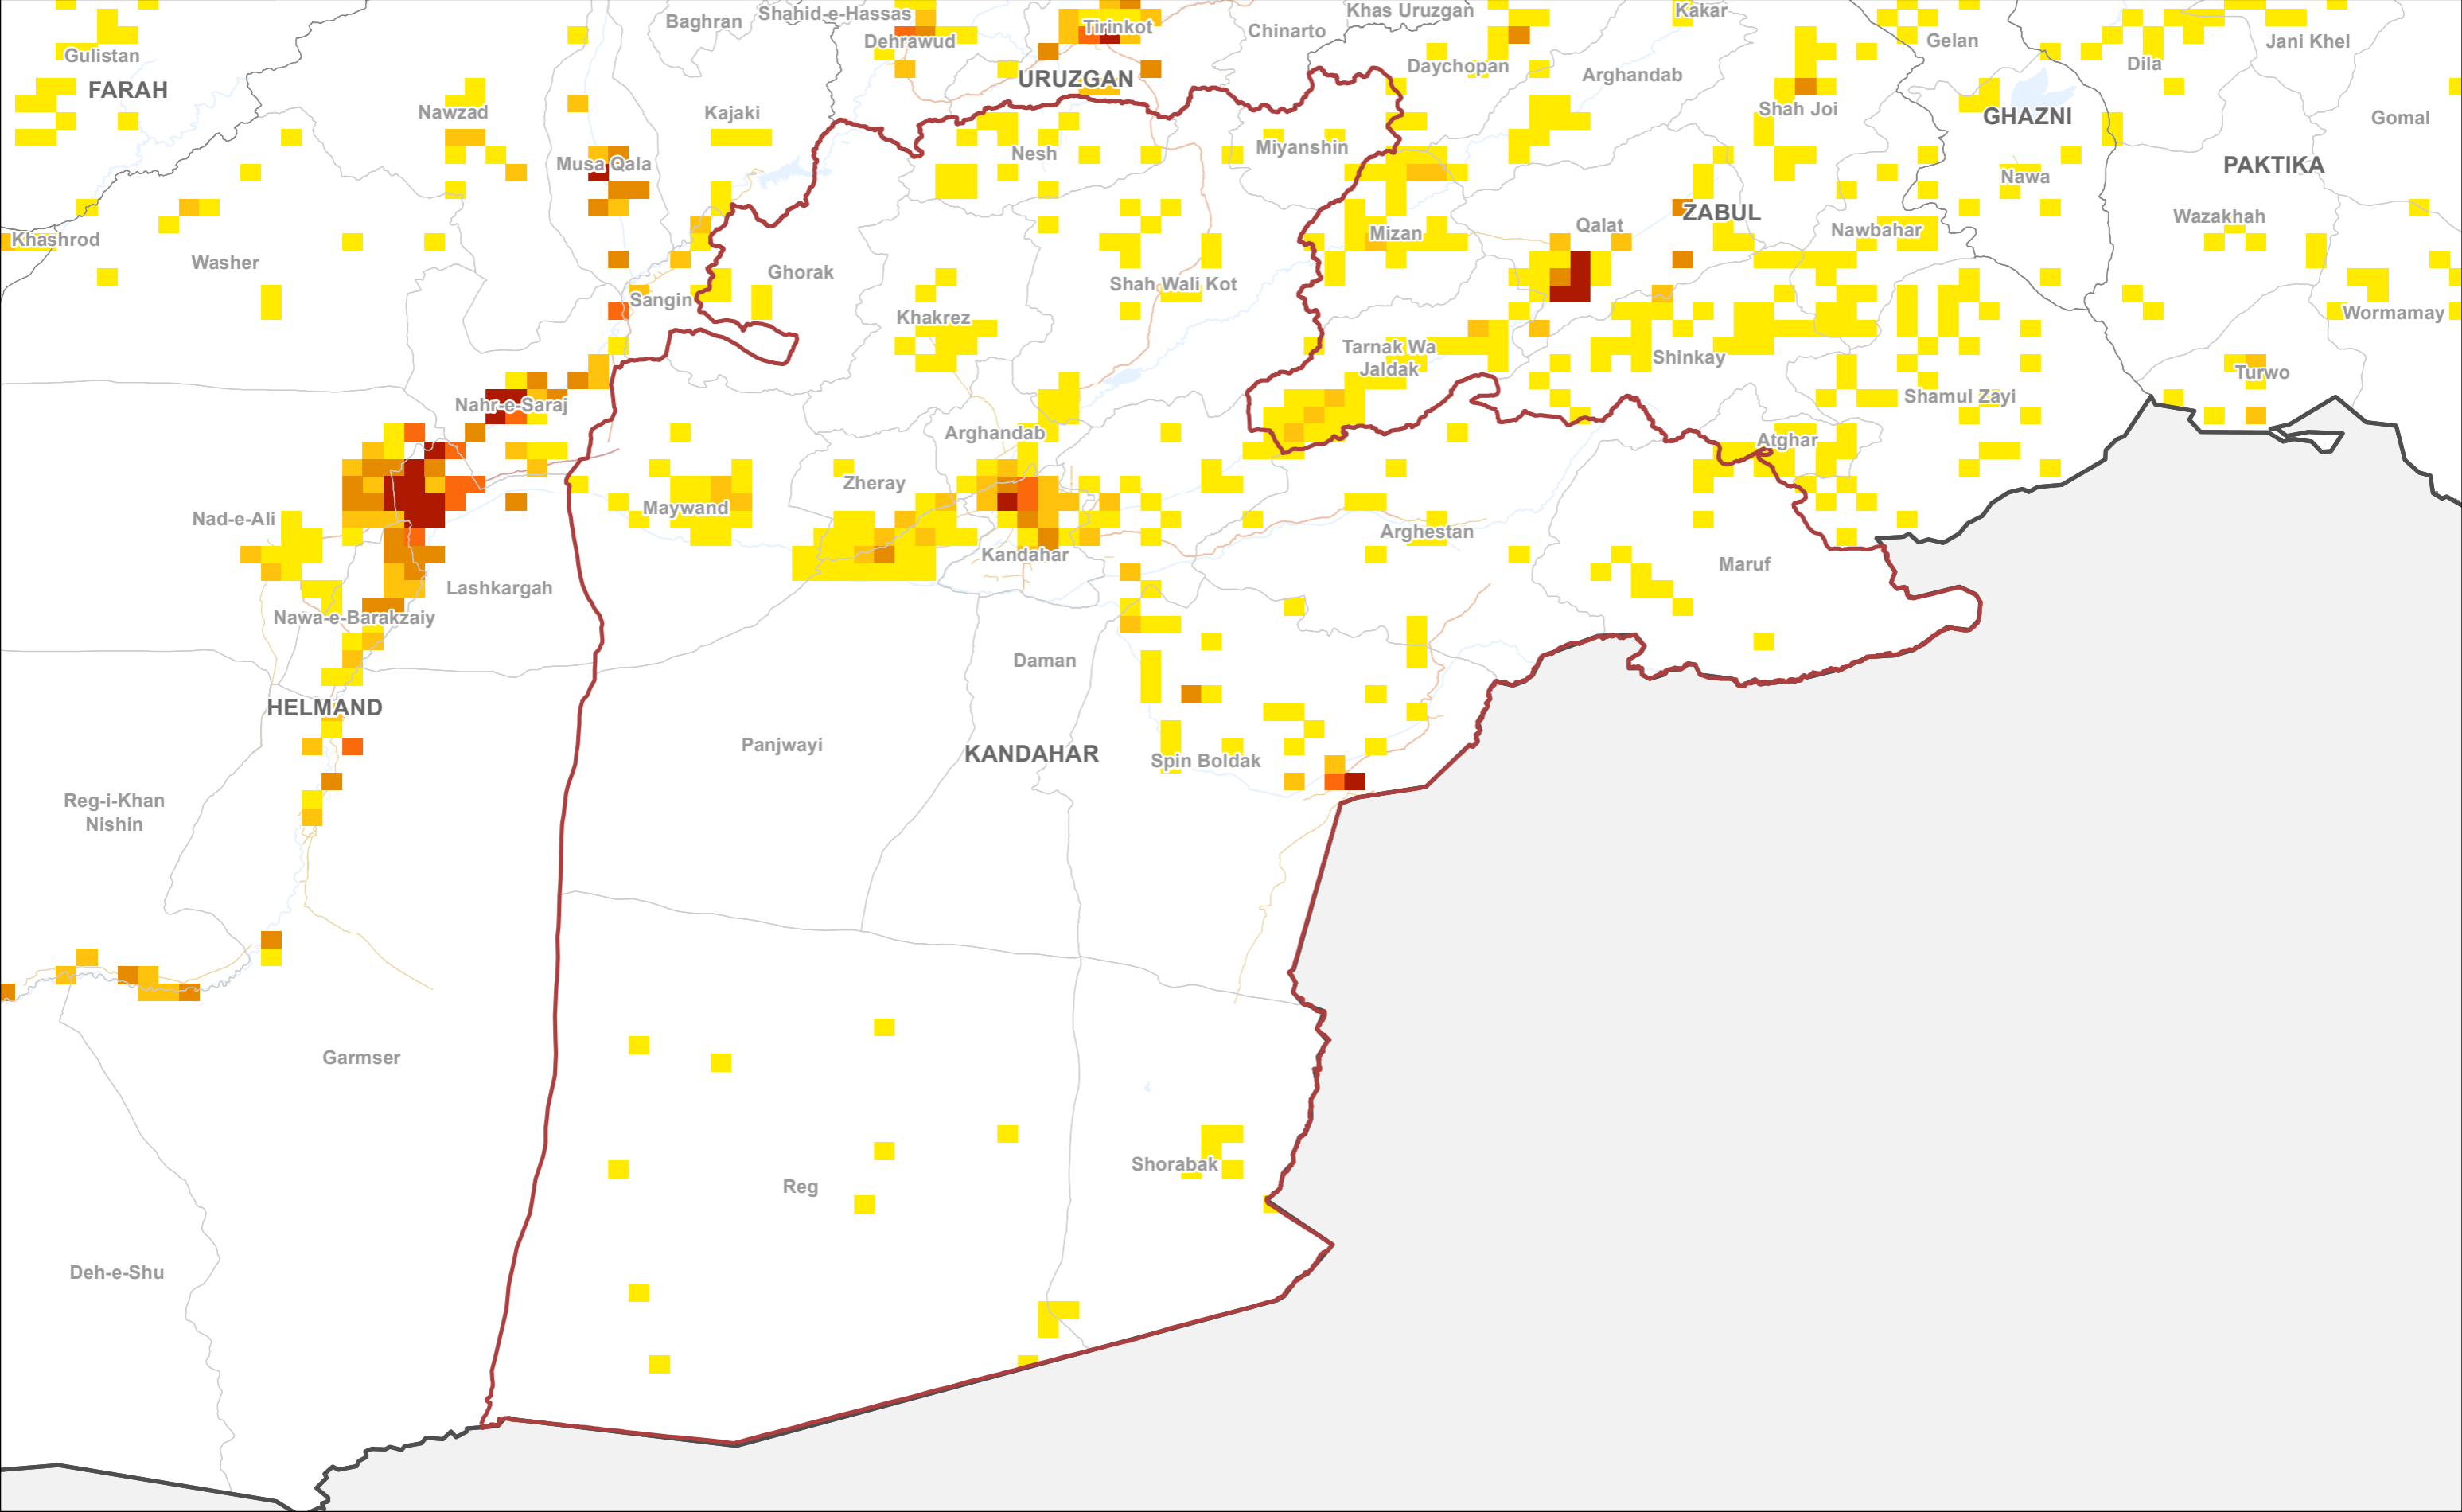 Baghran
Shahid-e-Hassas
Khas Uruzgan
Kakar
Gulistan
Dehrawud
Tirinkot
Chinarto
Gelan
Jani Khel
FARAH
URUZGAN
Daychopan
Arghandab
Dila
Nawzad
Kajaki
Shah Joi
GHAZNI
Gomal
Musa Qala
Nesh
Miyanshin
Nawa
PAKTIKA
Khashrod
Washer
Mizan
Qalat
ZABUL
Nawbahar
Wazakhah
Ghorak
Sangin
Shah Wali Kot
Khakrez
Wormamay
Tarnak Wa
Jaldak
Shinkay
Turwo
Nahr-e-Saraj
Shamul Zayi
Arghandab
Atghar
Zheray
Maywand
Nad-e-Ali
Arghestan
Kandahar
Maruf
Lashkargah
Nawa-e-Barakzaiy
Daman
HELMAND
Panjwayi
KANDAHAR
Spin Boldak
Reg-i-Khan
Nishin
Garmser
Shorabak
Reg
Deh-e-Shu